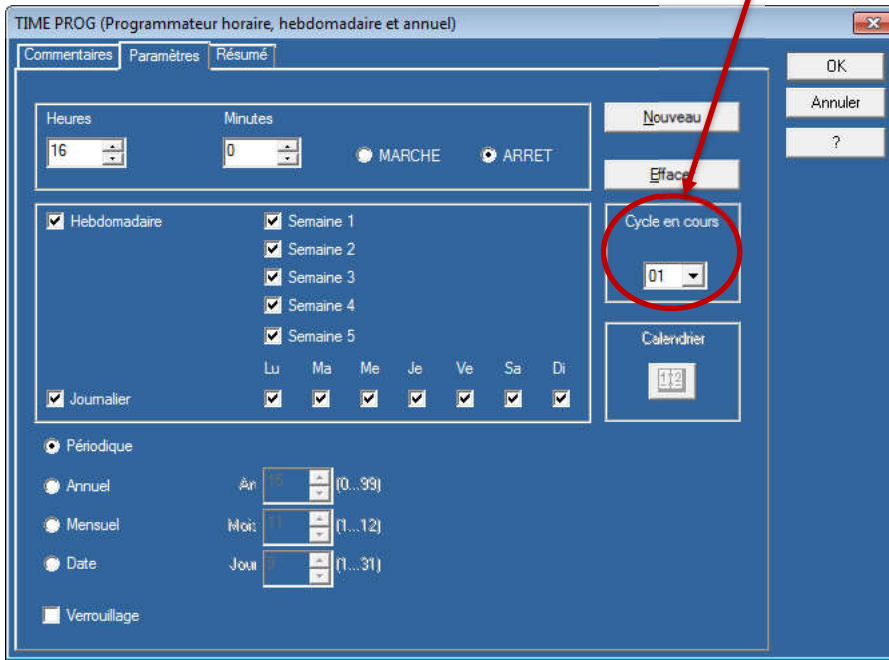 TIME PROG (Programmateur horaire, hebdomadaire et annuel)
Commentaires Paramètres Résumé
OK
Annuler
?
Heures Minutes
16 0 MARCHE ARRET
Nouveau
Effacer
Hebdomadaire Semaine 1
Semaine 2
Semaine 3
Semaine 4
Semaine 5
Cycle en cours
01
Calendrier
Lu Ma Me Je Ve Sa Di
Journalier
Périodique
Annuel An 16 (0...99)
Mensuel Mois 11 (1...12)
Date Jour (1...31)
Verrouillage